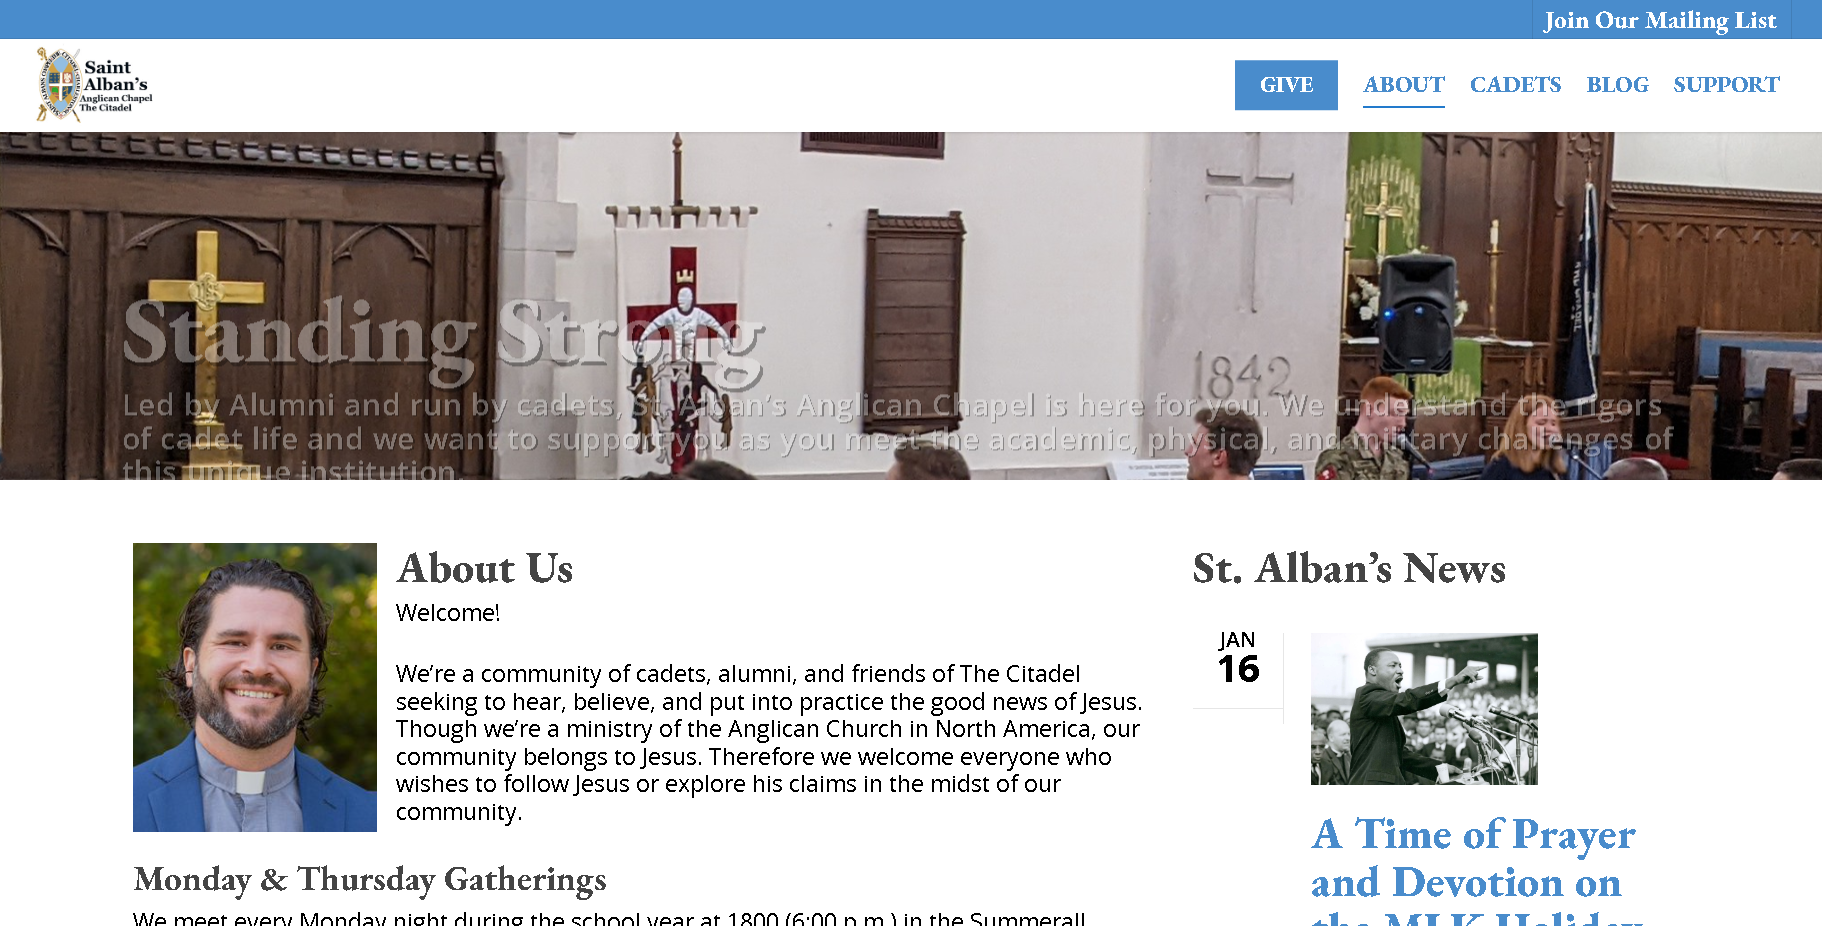 Join Our Mailing List
Saint
Alban's
Anglican Chapel
The Citadel
GIVE
ABOUT
CADETS
BLOG
SUPPORT
1842
Standing Strong
Led by Alumni and run by cadets, St. Alban's Anglican Chapel is here for you. We understand the rigors
of cadet life and we want to support you as you meet the academic, physical, and military challenges of
this unique institution.
About Us
Welcome!
We're a community of cadets, alumni, and friends of The Citadel
seeking to hear, believe, and put into practice the good news of Jesus.
Though we're a ministry of the Anglican Church in North America, our
community belongs to Jesus. Therefore we welcome everyone who
wishes to follow Jesus or explore his claims in the midst of our
community.
Monday & Thursday Gatherings
We meet every Monday night during the school year at 1800 (6:00 p.m.) in the Summerall
St. Alban's News
JAN
16
A Time of Prayer
and Devotion on
the MLK Holiday